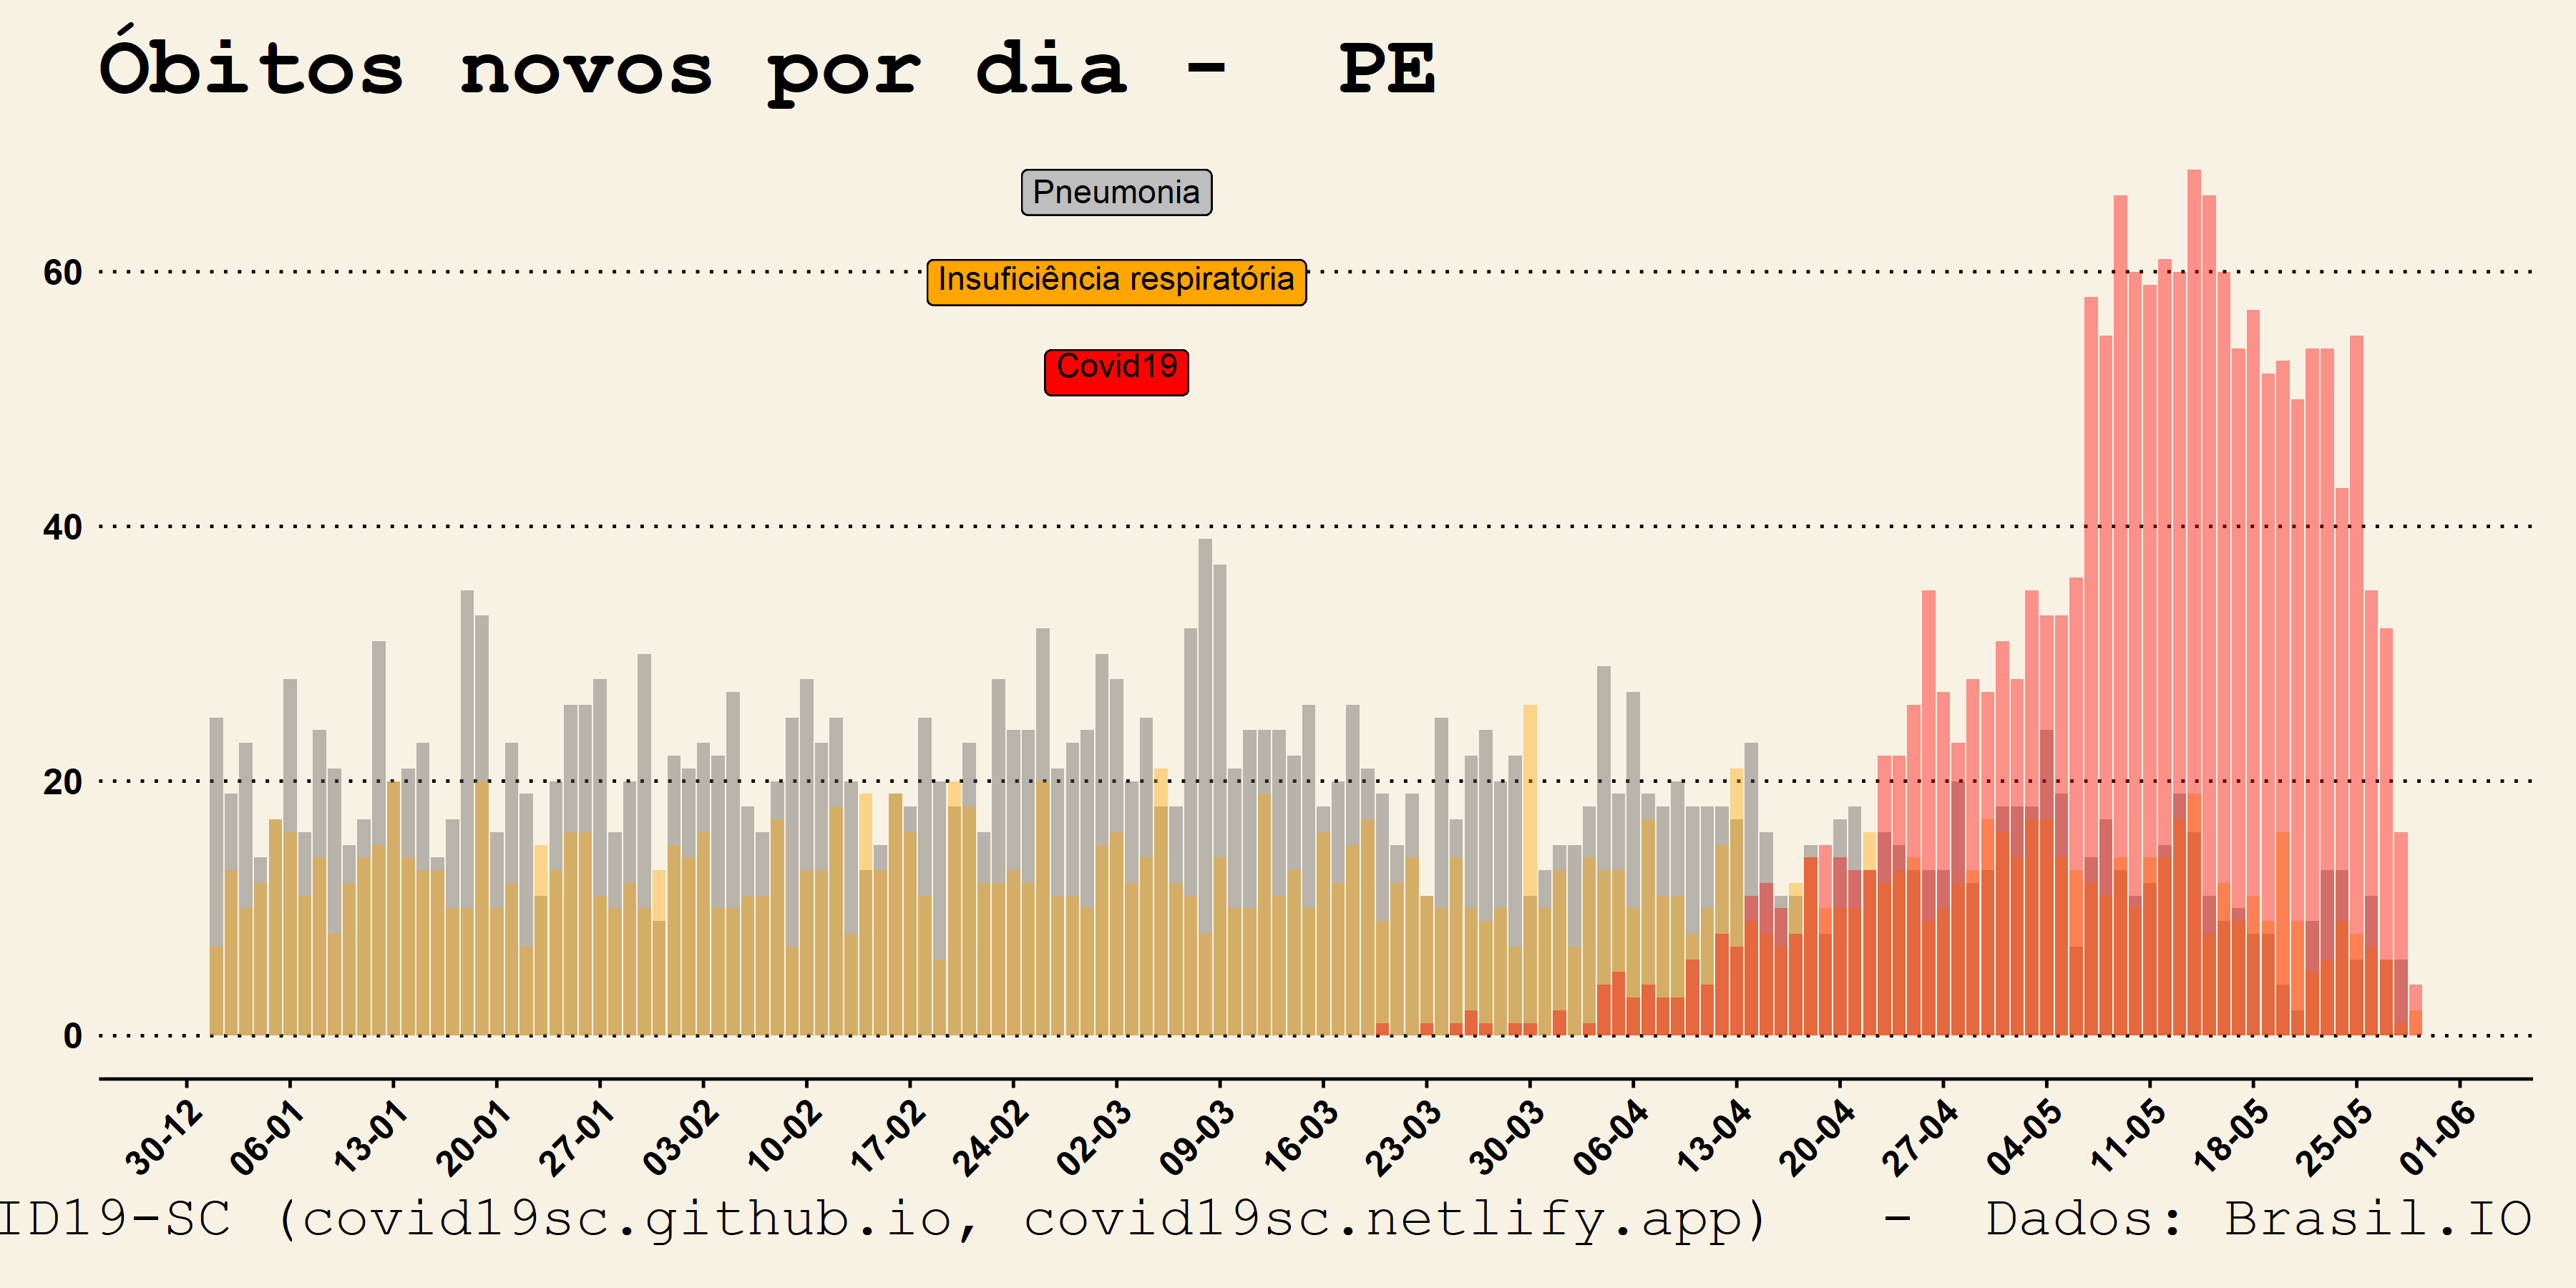 Óbitos novos por dia - PE
Pneumonia
Insuficiência respiratória
Covid19
60
40
20
0
30-12 06-01 13-01 20-01 27-01 03-02 10-02 17-02 24-02 02-03 09-03 16-03 23-03 30-03 06-04 13-04 20-04 27-04 04-05 11-05 18-05 25-05 01-06
ID19-SC (covid19sc.github.io, covid19sc.netlify.app) - Dados: Brasil.IO